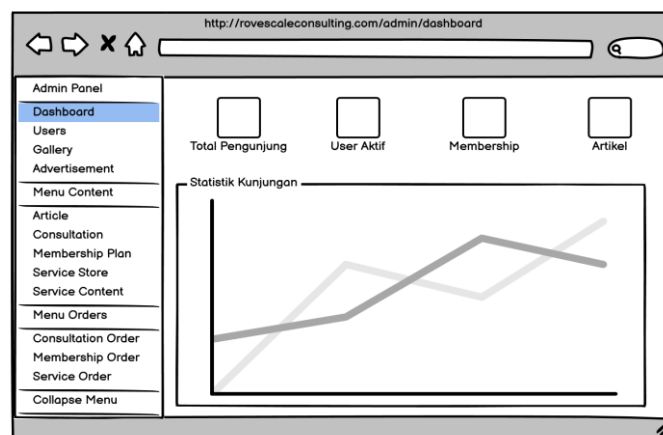 http://rovescaleconsulting.com/admin/dashboard
Admin Panel
Dashboard
Users
Gallery
Advertisement
Menu Content
Article
Consultation
Membership Plan
Service Store
Service Content
Menu Orders
Consultation Order
Membership Order
Service Order
Collapse Menu
Total Pengunjung
User Aktif
Membership
Artikel
Statistik Kunjungan